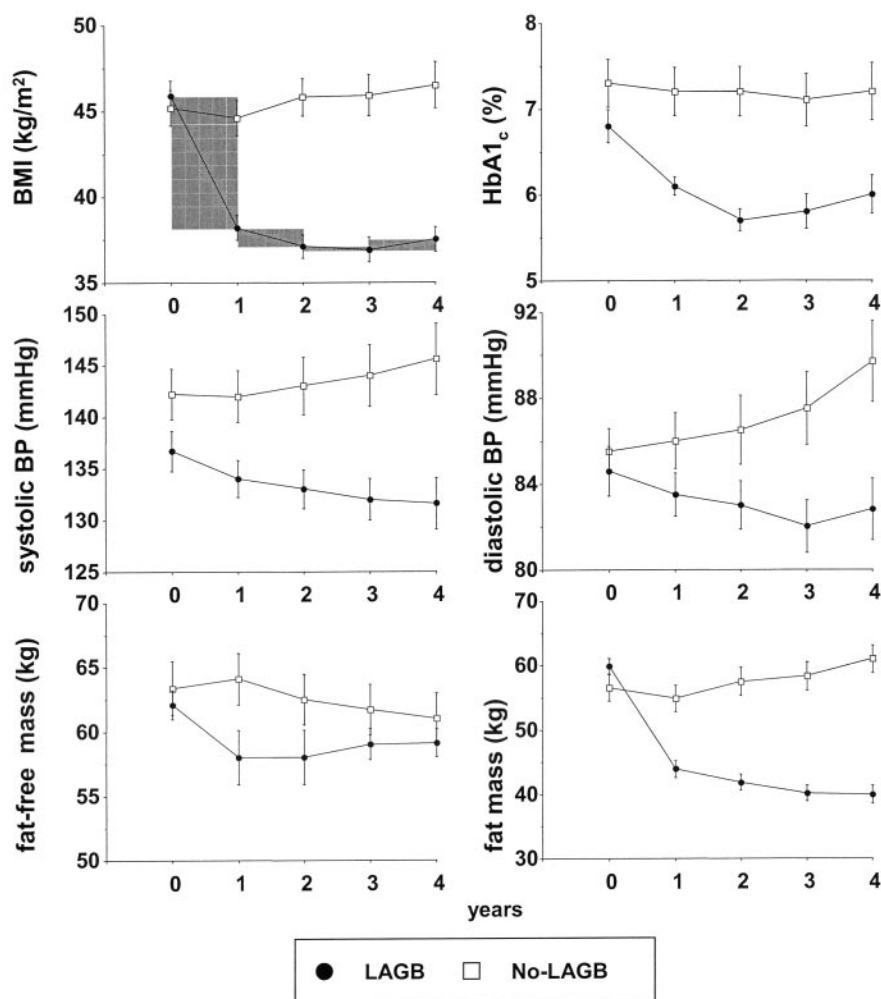 50
45
40
35
BMI (kg/m²)
0 1 2 3 4
8
7
6
5
HbA1c (%)
0 1 2 3 4
150
145
140
135
130
125
systolic BP (mmHg)
0 1 2 3 4
92
88
84
80
diastolic BP (mmHg)
0 1 2 3 4
70
65
60
55
50
fat-free mass (kg)
0 1 2 3 4
70
60
50
40
30
fat mass (kg)
0 1 2 3 4
years
LAGB No-LAGB